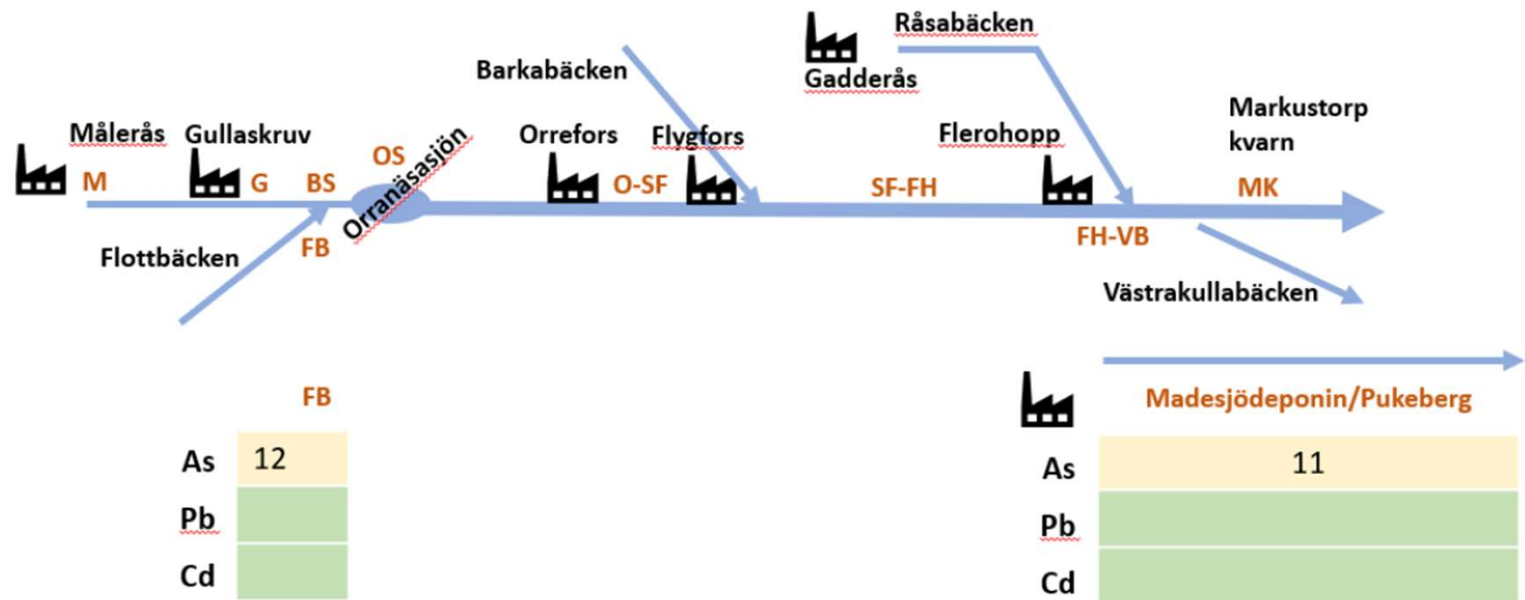 Råsabäcken
Barkabäcken
Gadderås
Målerås
Gullaskruv
Orrefors
Flygfors
Flerohopp
Markustorp
kvarn
M
G
BS
OS
Orranäsasjön
O-SF
SF-FH
MK
FB
FH-VB
Flottbäcken
Västrakullabäcken
FB
Madesjödeponin/Pukeberg
As 12
Pb
Cd
As 11
Pb
Cd